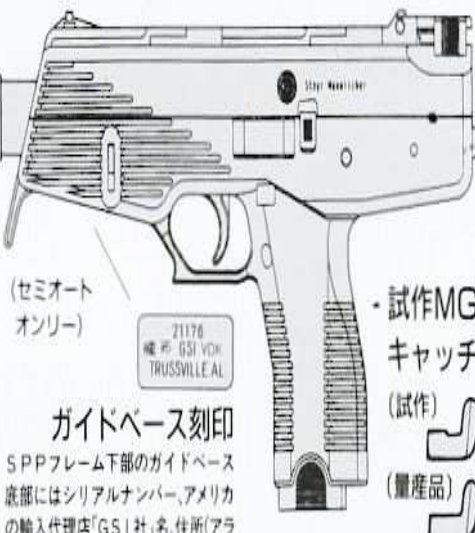 Steyr Mannlicher
(セミオート
オンリー)
21176
GSI VDK
TRUSSVILLE.AL
ガイドベース刻印
SPPフレーム下部のガイドベース
底部にはシリアルナンバー、アメリカ
の輸入代理店「GSI社」名、住所(アラ
・試作MG
キャッチ
(試作)
(量産品)